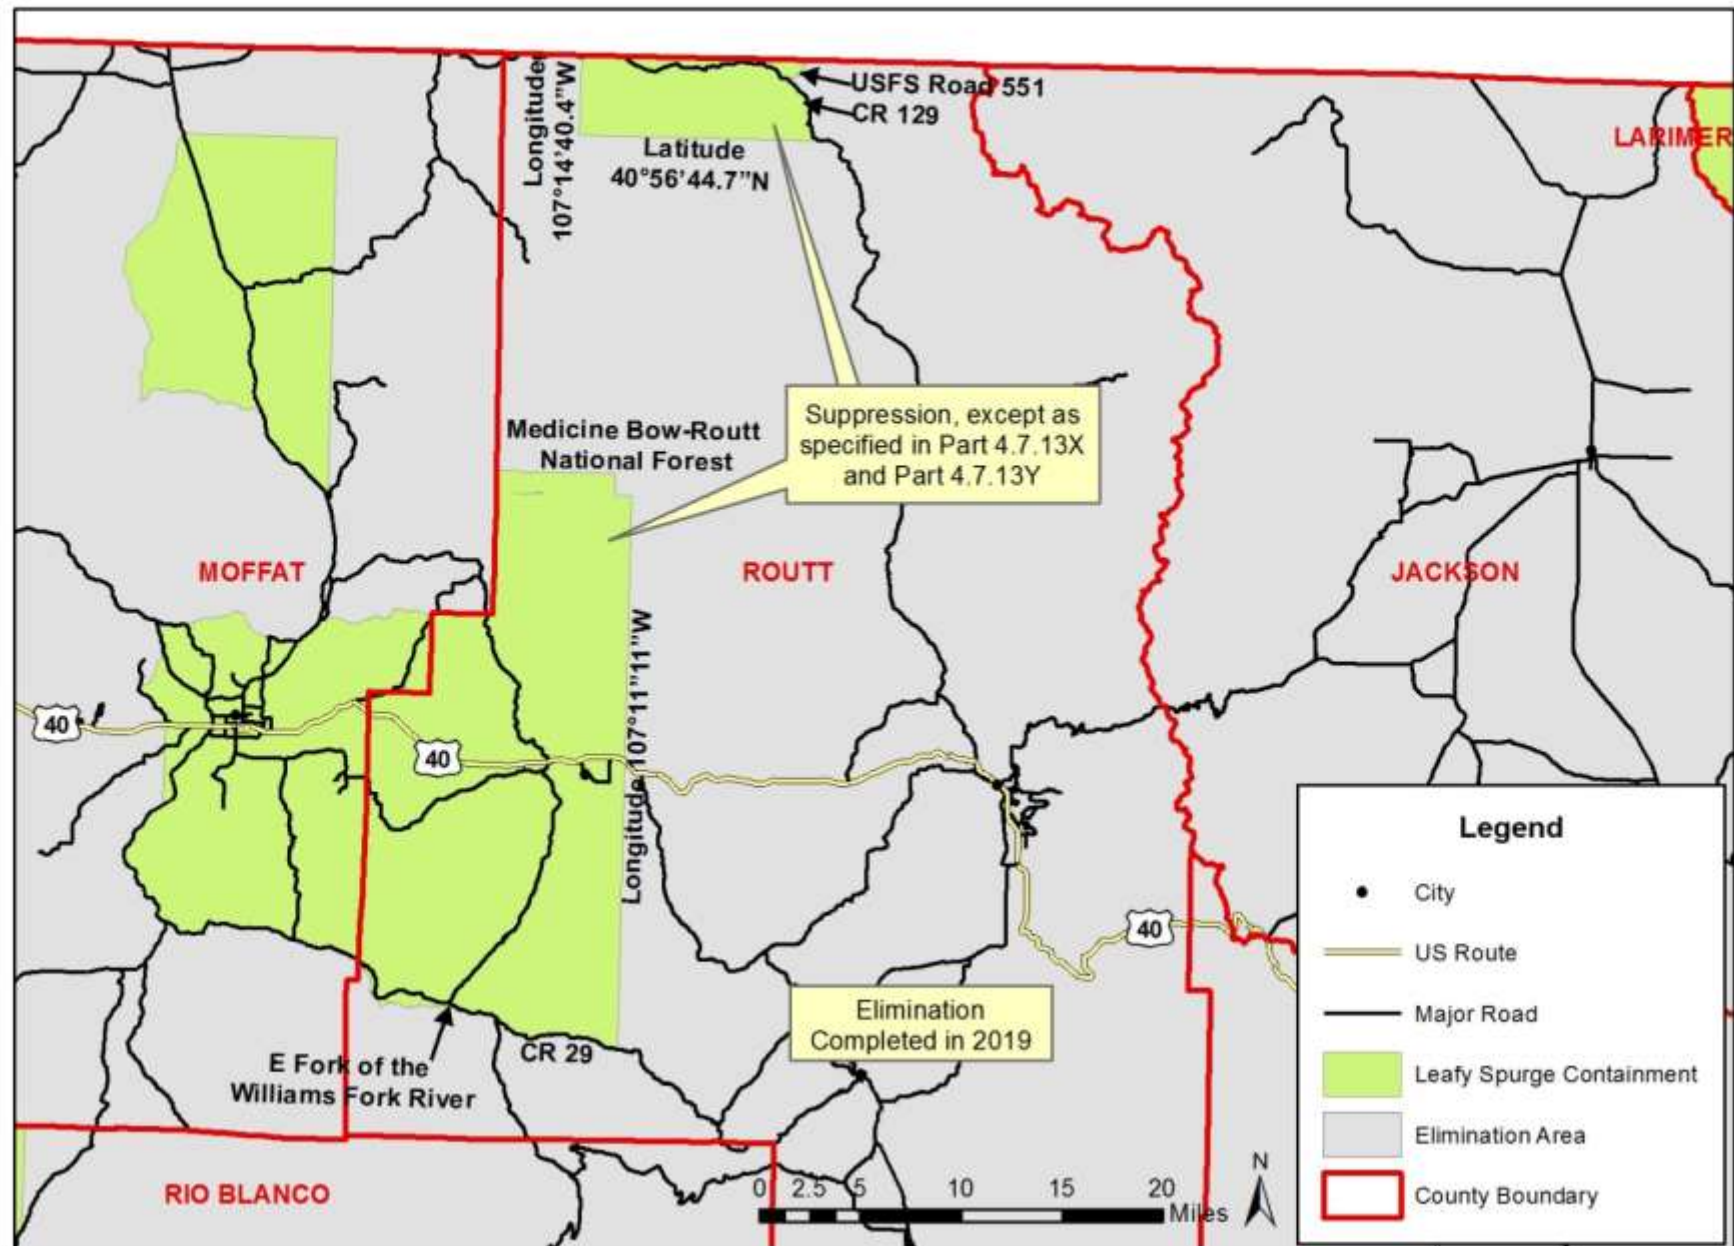 Longitude
107°14'40.4"W
USFS Road 551
CR 129
LARIMER
Latitude
40°56'44.7"N
Suppression, except as
specified in Part 4.7.13X
and Part 4.7.13Y
Medicine Bow-Routt
National Forest
MOFFAT
ROUTT
JACKSON
40
40
Longitude 107°11'11"W
40
Elimination
Completed in 2019
E Fork of the
Williams Fork River
CR 29
RIO BLANCO
0 2.5 5 10 15 20
Miles
N
Legend
City
US Route
Major Road
Leafy Spurge Containment
Elimination Area
County Boundary